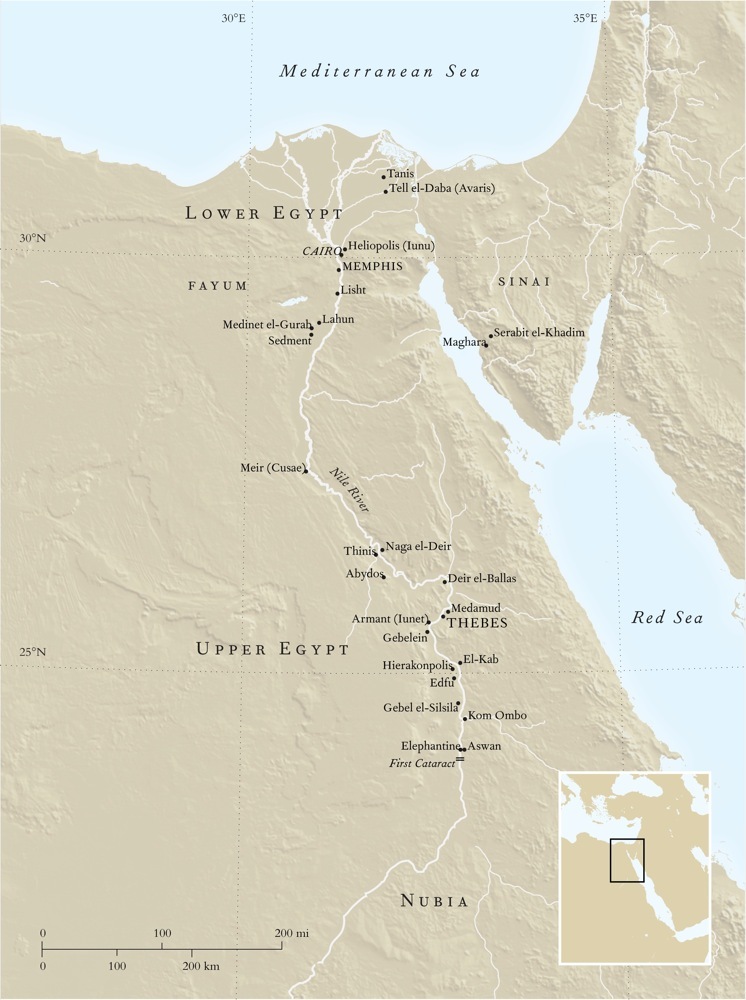 30°E
35°E
Mediterranean Sea
Tanis
Tell el-Daba (Avaris)
LOWER EGYPT
30°N
CAIRO
Heliopolis (Iunu)
MEMPHIS
FAYUM
SINAI
Lisht
Medinet el-Gurab
Lahun
Sedment
Serabit el-Khadim
Maghara
Meir (Cusae)
Nile River
Thinis
Naga el-Deir
Abydos
Deir el-Ballas
Medamud
Armant (Iunet)
THEBES
Red Sea
Gebelein
UPPER EGYPT
25°N
Hierakonpolis
El-Kab
Edfu
Gebel el-Silsila
Kom Ombo
Elephantine
Aswan
First Cataract
NUBIA
0 100 200 mi
0 100 200 km